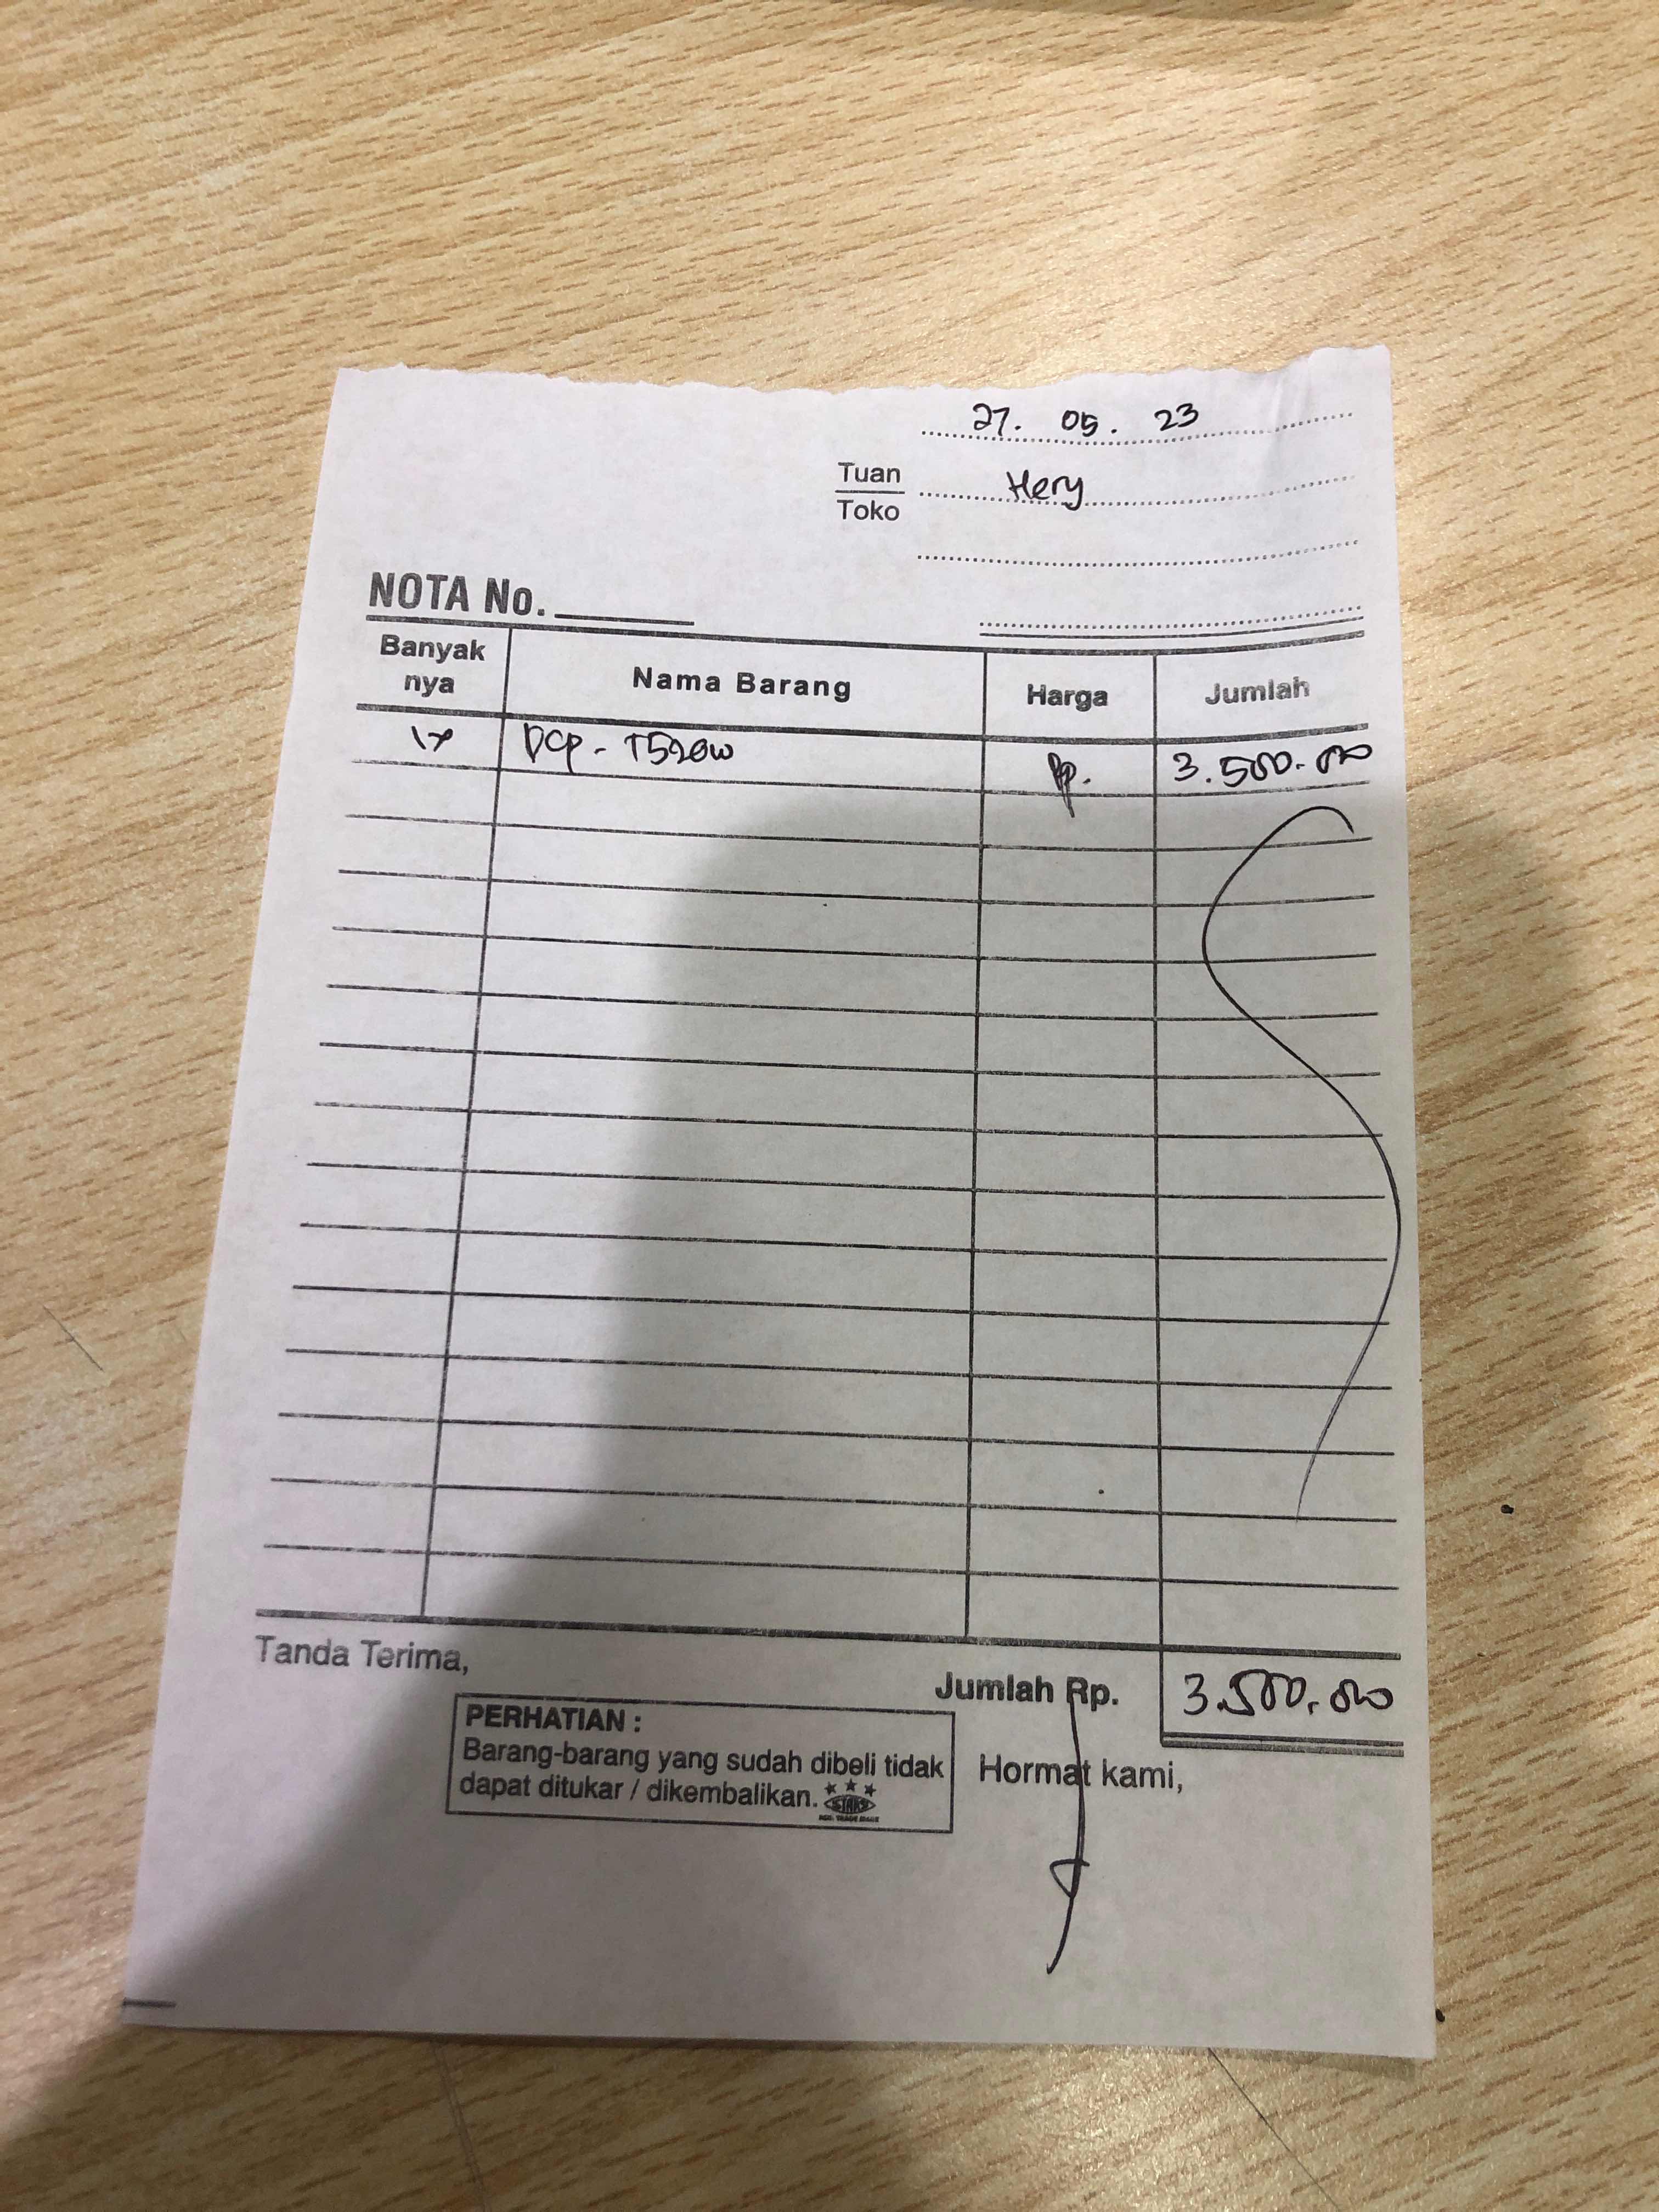 27. 05. 23
Tuan Hery
Toko
NOTA No.
Banyak nya Nama Barang Harga Jumlah
1x DCP - T520W Rp. 3.500.000
Tanda Terima,
Jumlah Rp. 3.500.000
PERHATIAN :
Barang-barang yang sudah dibeli tidak
dapat ditukar / dikembalikan.
Hormat kami,